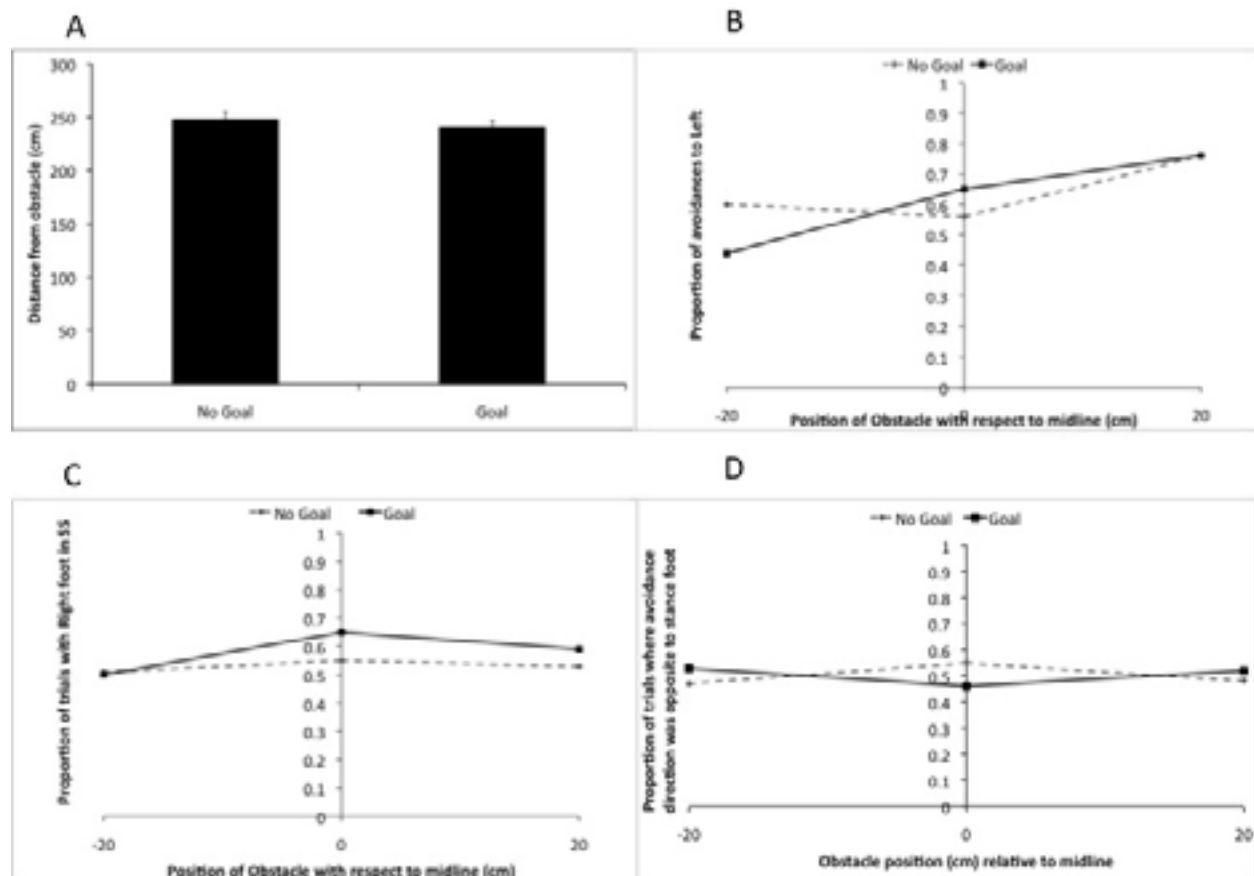 A
300
250
200
150
100
50
0
Distance from obstacle (cm)
No Goal
Goal
B
No Goal
Goal
1
0.9
0.8
0.7
0.6
0.5
0.4
0.3
0.2
0.1
0
Proportion of avoidances to Left
-20
0
20
Position of Obstacle with respect to midline (cm)
C
No Goal
Goal
1
0.9
0.8
0.7
0.6
0.5
0.4
0.3
0.2
0.1
0
Proportion of trials with Right foot in SS
-20
0
20
Position of Obstacle with respect to midline (cm)
D
No Goal
Goal
1
0.9
0.8
0.7
0.6
0.5
0.4
0.3
0.2
0.1
0
Proportion of trials where avoidance
direction was opposite to stance foot
-20
0
20
Obstacle position (cm) relative to midline